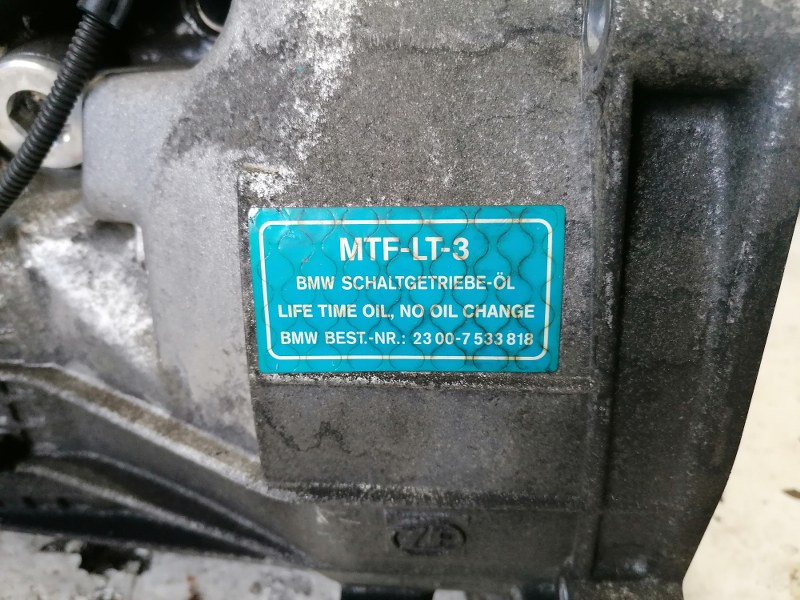 MTF-LT-3
BMW SCHALTGETRIEBE-ÖL
LIFE TIME OIL, NO OIL CHANGE
BMW BEST.-NR.: 23 00-7 533 818
ZF